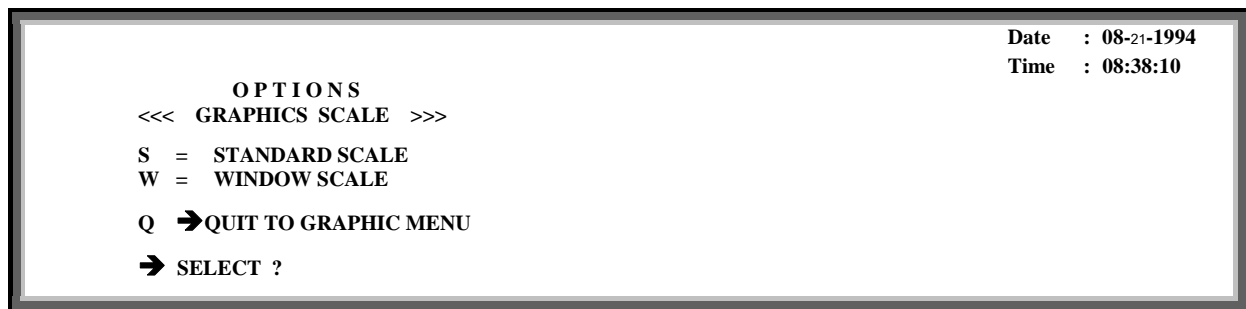 Date : 08-21-1994
Time : 08:38:10
O P T I O N S
<<< GRAPHICS SCALE >>>
S = STANDARD SCALE
W = WINDOW SCALE
Q ➔QUIT TO GRAPHIC MENU
➔ SELECT ?